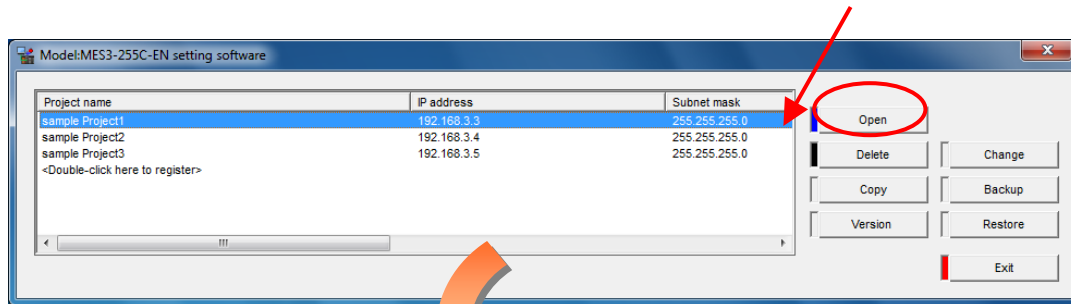 Model:MES3-255C-EN setting software
Project name IP address Subnet mask
sample Project1 192.168.3.3 255.255.255.0
sample Project2 192.168.3.4 255.255.255.0
sample Project3 192.168.3.5 255.255.255.0
<Double-click here to register>
Open
Delete Change
Copy Backup
Version Restore
Exit